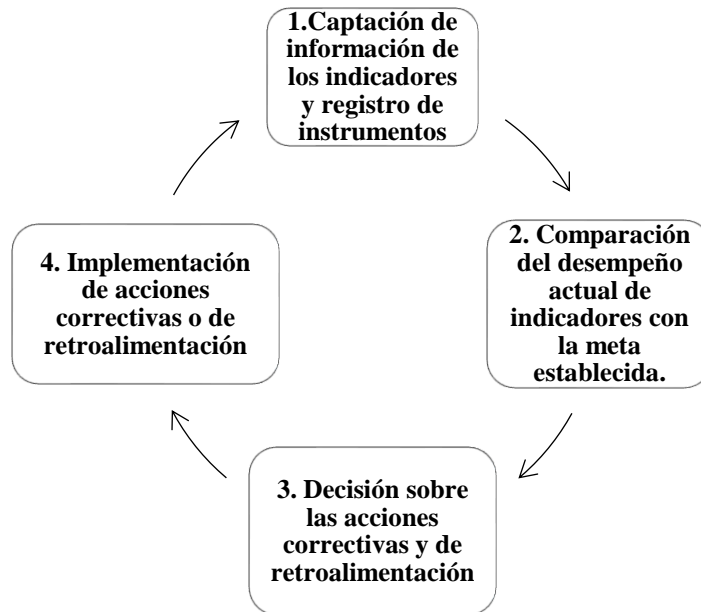 1.Captación de
información de
los indicadores
y registro de
instrumentos
2. Comparación
del desempeño
actual de
indicadores con
la meta
establecida.
3. Decisión sobre
las acciones
correctivas y de
retroalimentación
4. Implementación
de acciones
correctivas o de
retroalimentación